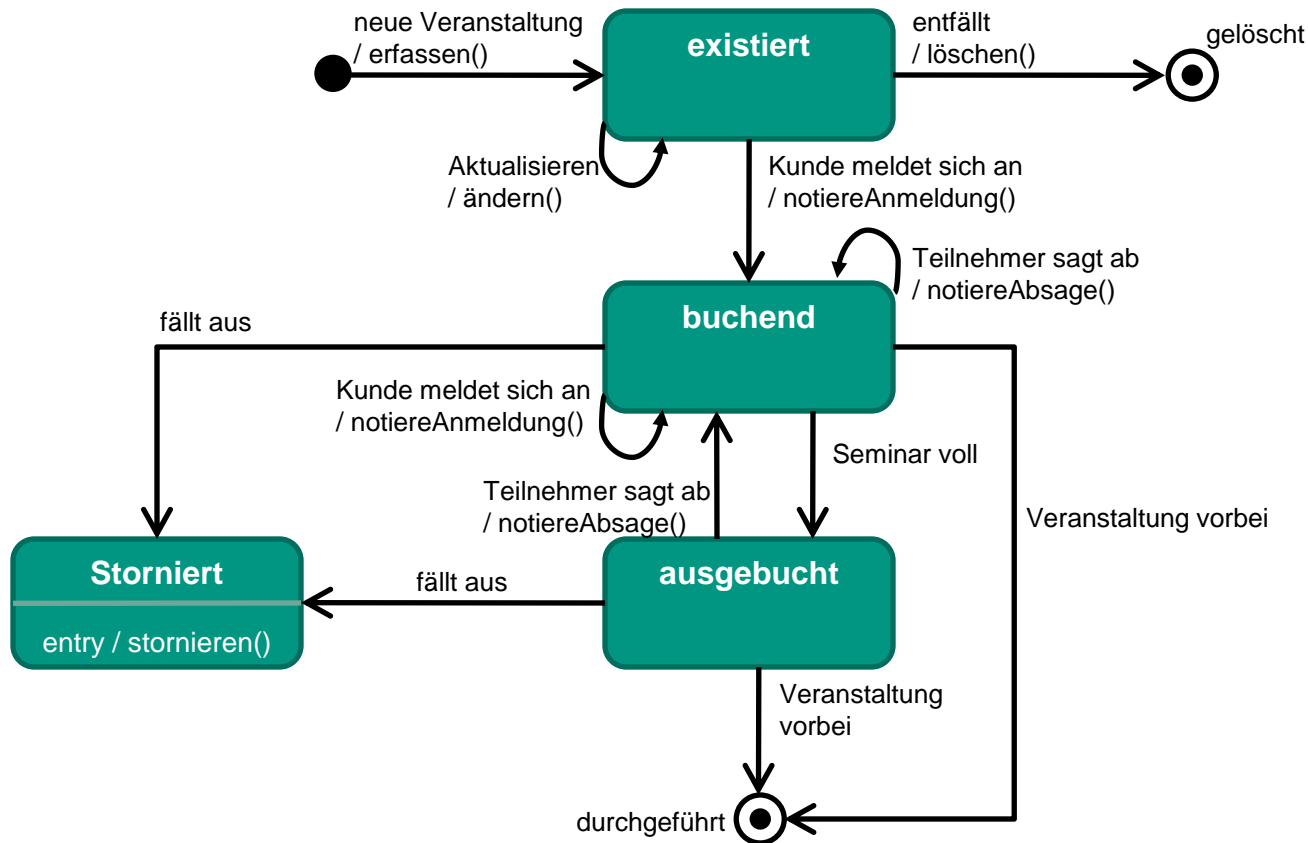 neue Veranstaltung
/ erfassen()
existiert
entfällt
/ löschen()
gelöscht
Aktualisieren
/ ändern()
Kunde meldet sich an
/ notiereAnmeldung()
Teilnehmer sagt ab
/ notiereAbsage()
buchend
fällt aus
Kunde meldet sich an
/ notiereAnmeldung()
Seminar voll
Teilnehmer sagt ab
/ notiereAbsage()
Veranstaltung vorbei
Storniert
entry / stornieren()
fällt aus
ausgebucht
Veranstaltung
vorbei
durchgeführt